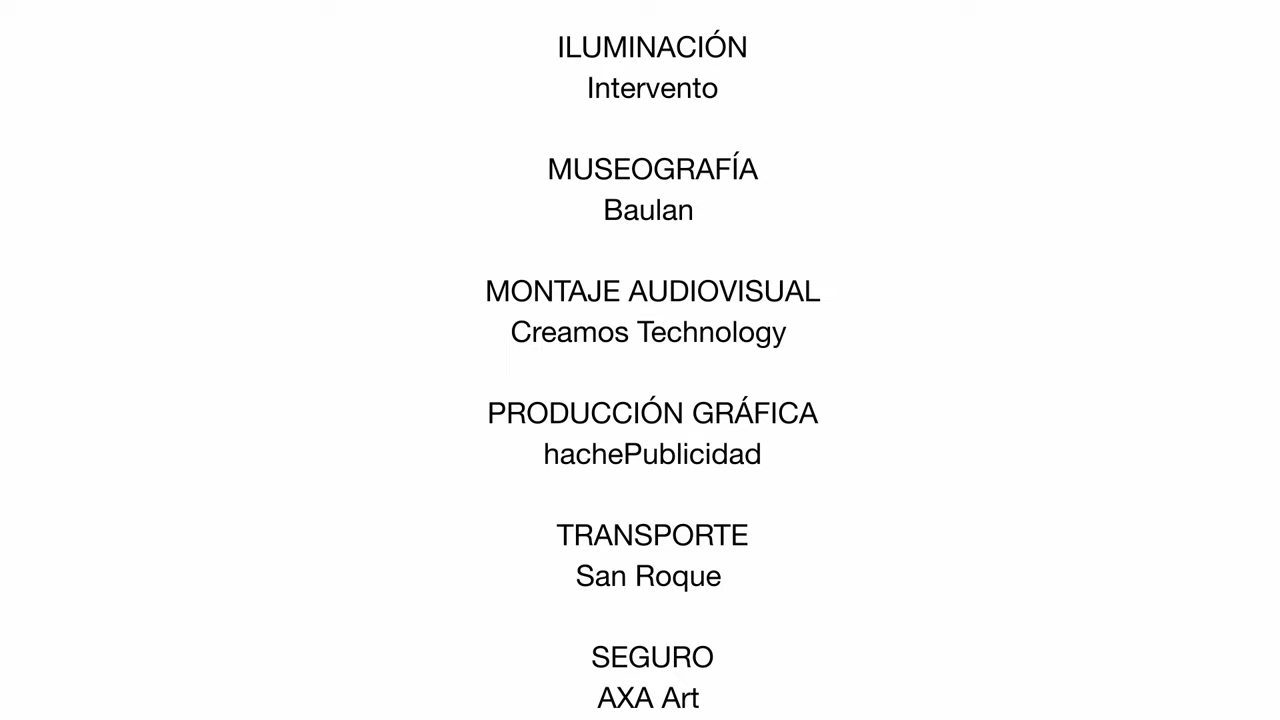 ILUMINACIÓN
Intervento
MUSEOGRAFÍA
Baulan
MONTAJE AUDIOVISUAL
Creamos Technology
PRODUCCIÓN GRÁFICA
hachePublicidad
TRANSPORTE
San Roque
SEGURO
AXA Art